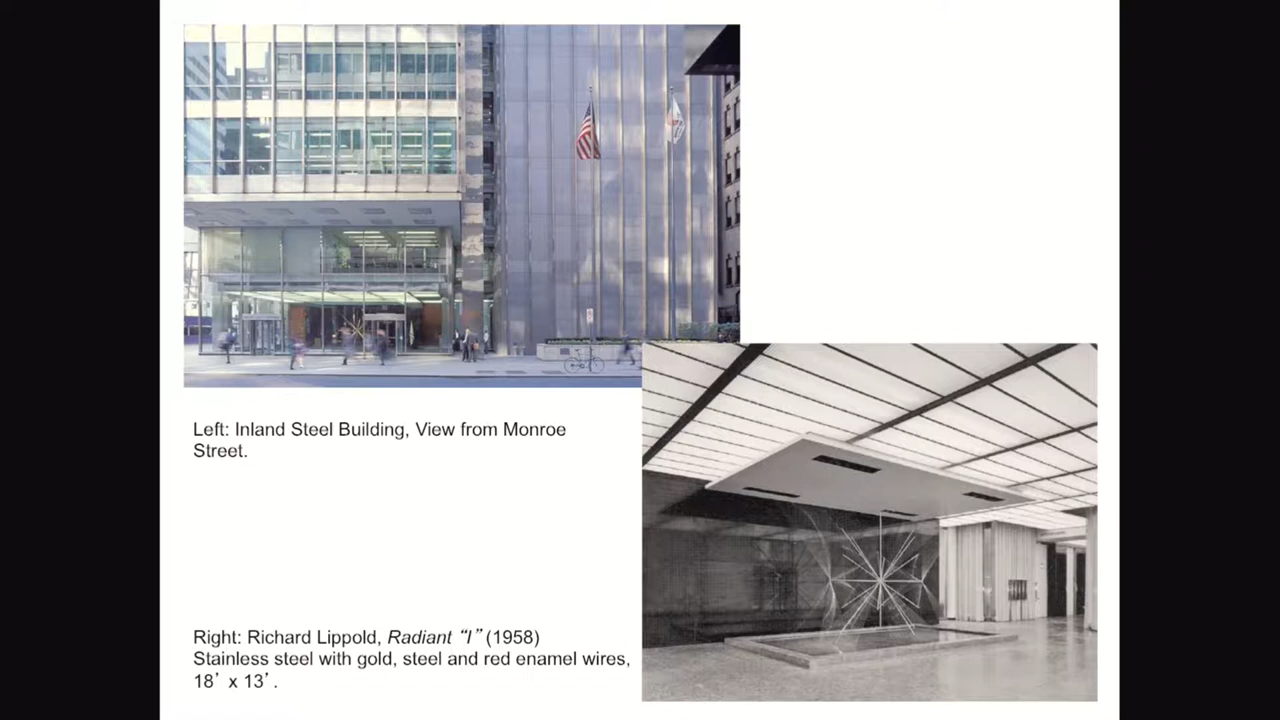 Left: Inland Steel Building, View from Monroe
Street.
Right: Richard Lippold, Radiant “I” (1958)
Stainless steel with gold, steel and red enamel wires,
18’ x 13’.